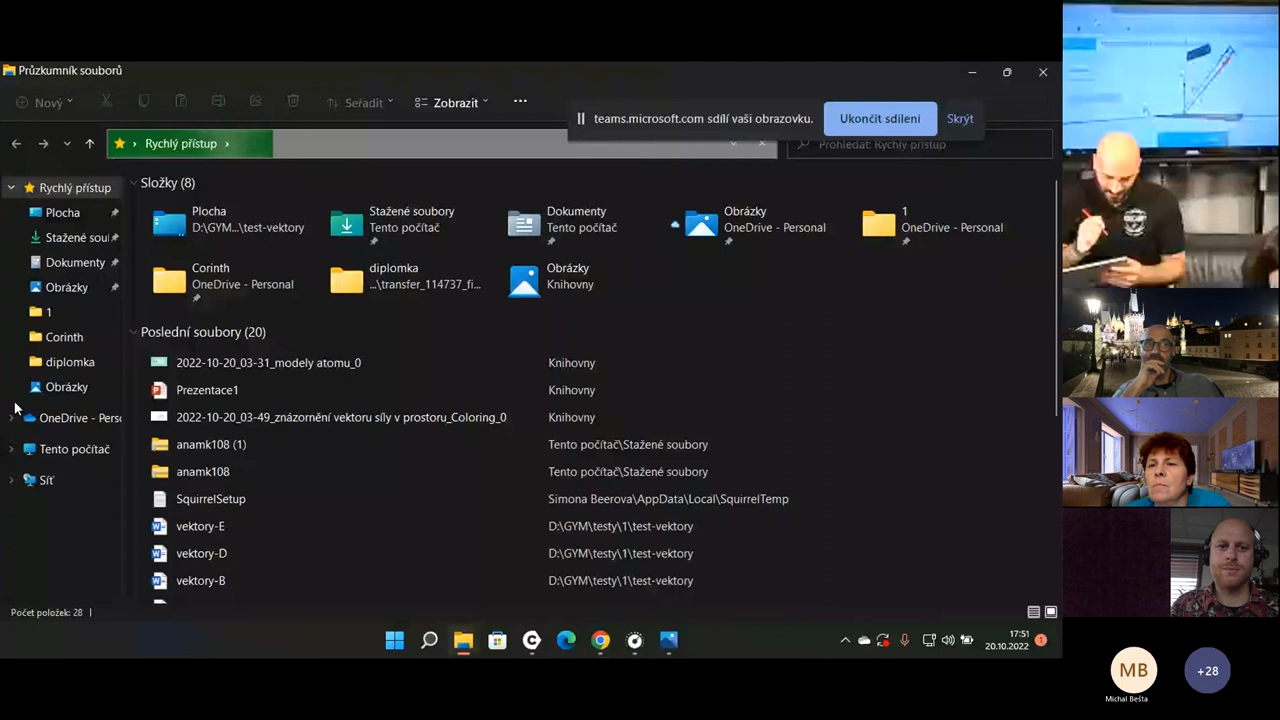 Průzkumník souborů
Nový
Seřadit
Zobrazit
teams.microsoft.com sdílí vaši obrazovku.
Ukončit sdílení
Skrýt
Rychlý přístup
Prohledat: Rychlý přístup
Rychlý přístup
Plocha
Stažené soul
Dokumenty
Obrázky
1
Corinth
diplomka
Obrázky
OneDrive - Perso
Tento počítač
Síť
Složky (8)
Plocha
D:\GYM...\test-vektory
Stažené soubory
Tento počítač
Dokumenty
Tento počítač
Obrázky
OneDrive - Personal
1
OneDrive - Personal
Corinth
OneDrive - Personal
diplomka
...\transfer_114737_fi...
Obrázky
Knihovny
Poslední soubory (20)
2022-10-20_03-31_modely atomu_0 Knihovny
Prezentace1 Knihovny
2022-10-20_03-49_znázornění vektoru síly v prostoru_Coloring_0 Knihovny
anamk108 (1) Tento počítač\Stažené soubory
anamk108 Tento počítač\Stažené soubory
SquirrelSetup Simona Beerova\AppData\Local\SquirrelTemp
vektory-E D:\GYM\testy\1\test-vektory
vektory-D D:\GYM\testy\1\test-vektory
vektory-B D:\GYM\testy\1\test-vektory
Počet položek: 28
17:51
20.10.2022
1
MB
Michal Bešta
+28